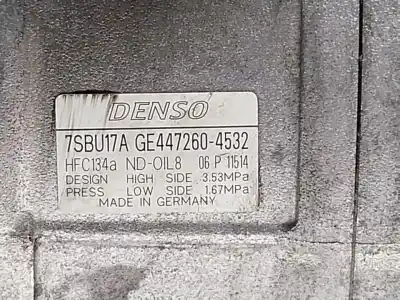 DENSO
7SBU17A GE447260-4532
HFC134a ND-OIL8 06 P 11514
DESIGN HIGH SIDE 3.53MPa
PRESS LOW SIDE 1.67MPa
MADE IN GERMANY